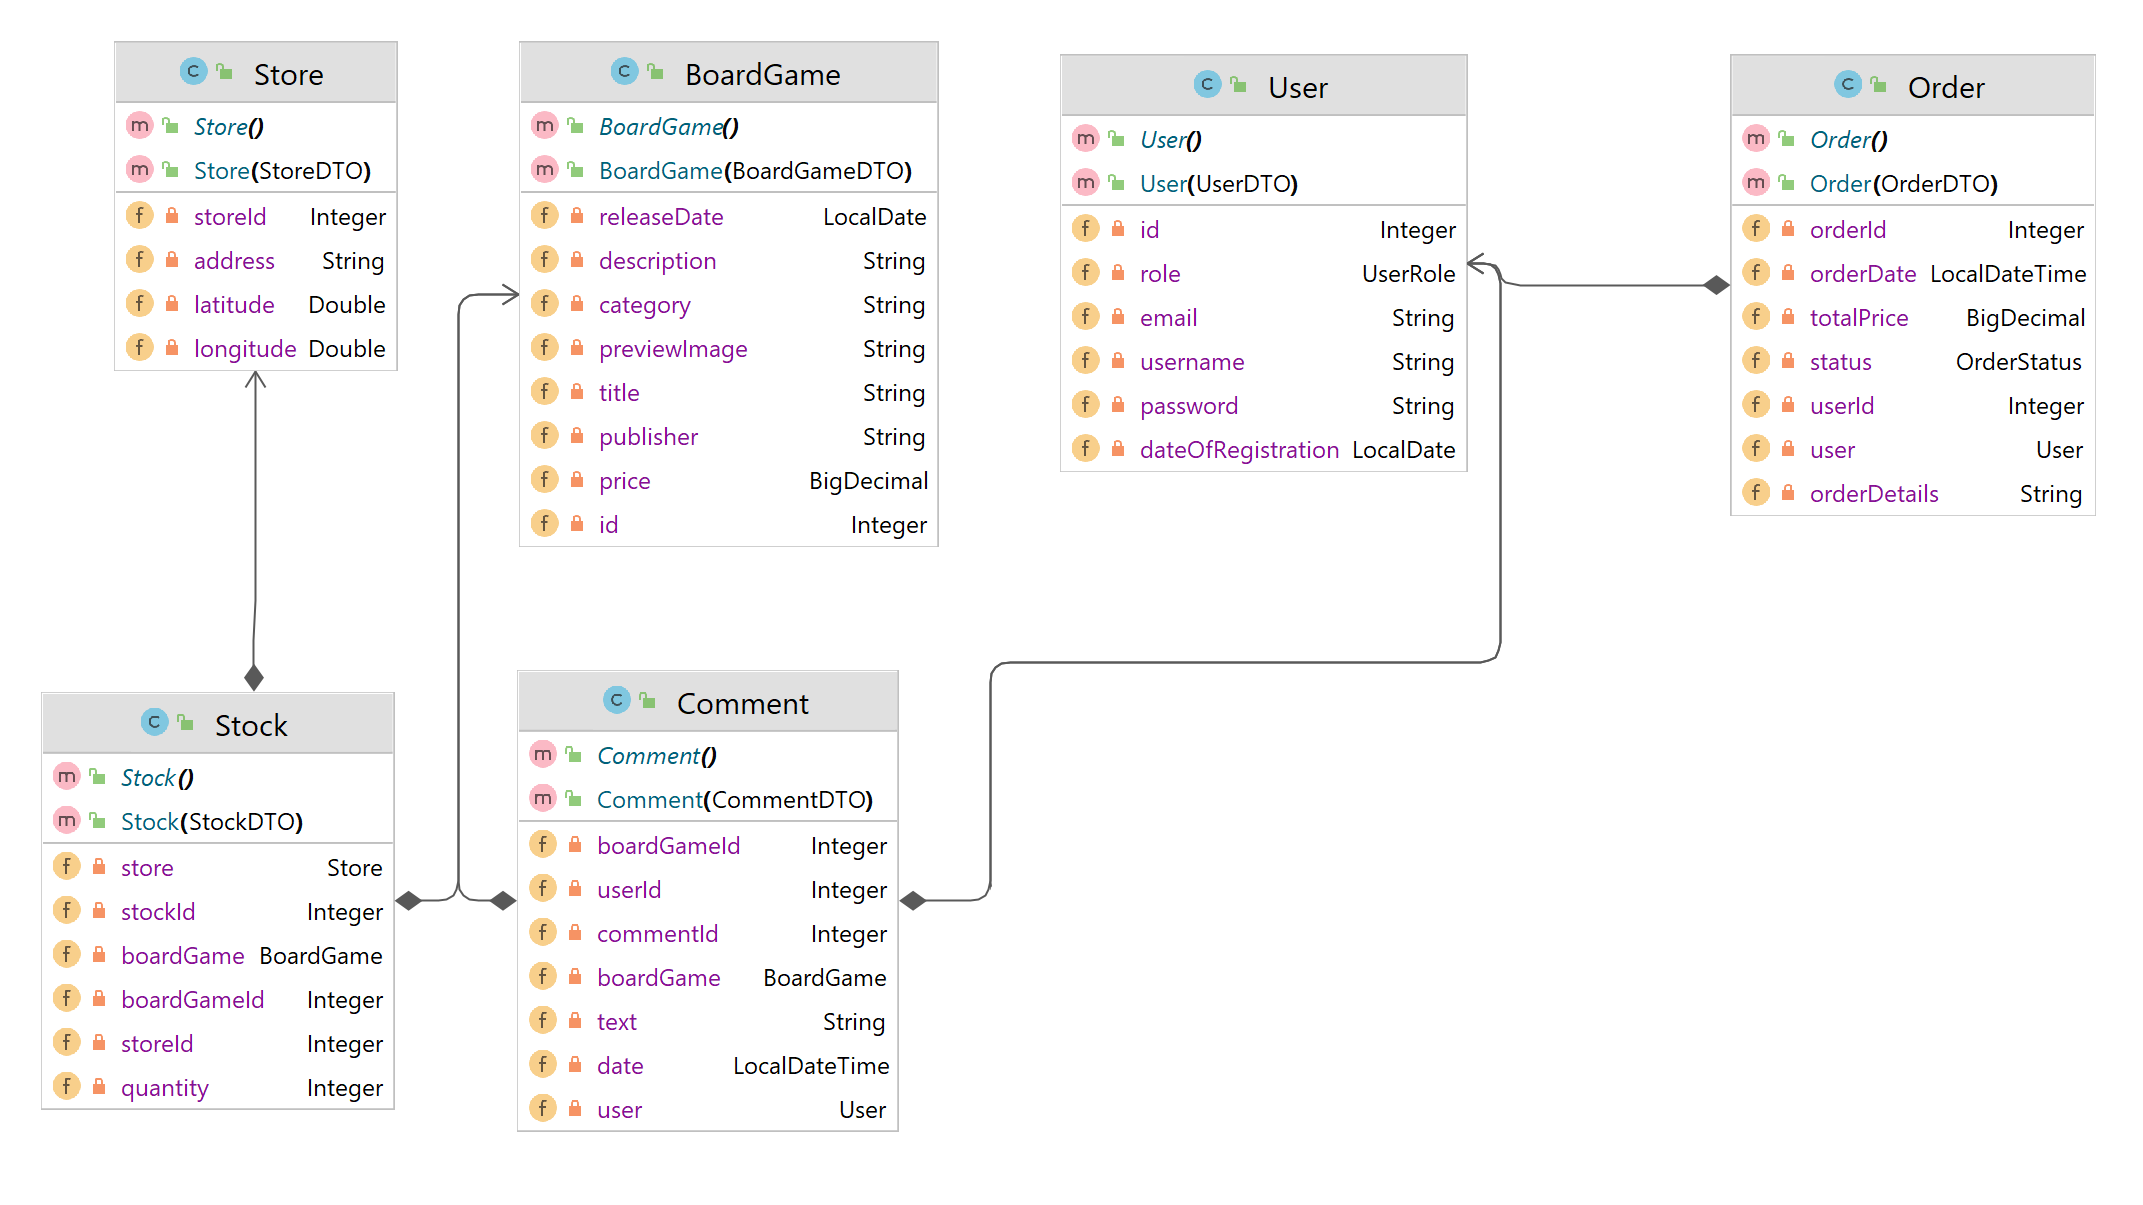 Store
Store()
Store(StoreDTO)
storeId Integer
address String
latitude Double
longitude Double
BoardGame
BoardGame()
BoardGame(BoardGameDTO)
releaseDate LocalDate
description String
category String
previewImage String
title String
publisher String
price BigDecimal
id Integer
User
User()
User(UserDTO)
id Integer
role UserRole
email String
username String
password String
dateOfRegistration LocalDate
Order
Order()
Order(OrderDTO)
orderId Integer
orderDate LocalDateTime
totalPrice BigDecimal
status OrderStatus
userId Integer
user User
orderDetails String
Stock
Stock()
Stock(StockDTO)
store Store
stockId Integer
boardGame BoardGame
boardGameId Integer
storeId Integer
quantity Integer
Comment
Comment()
Comment(CommentDTO)
boardGameId Integer
userId Integer
commentId Integer
boardGame BoardGame
text String
date LocalDateTime
user User